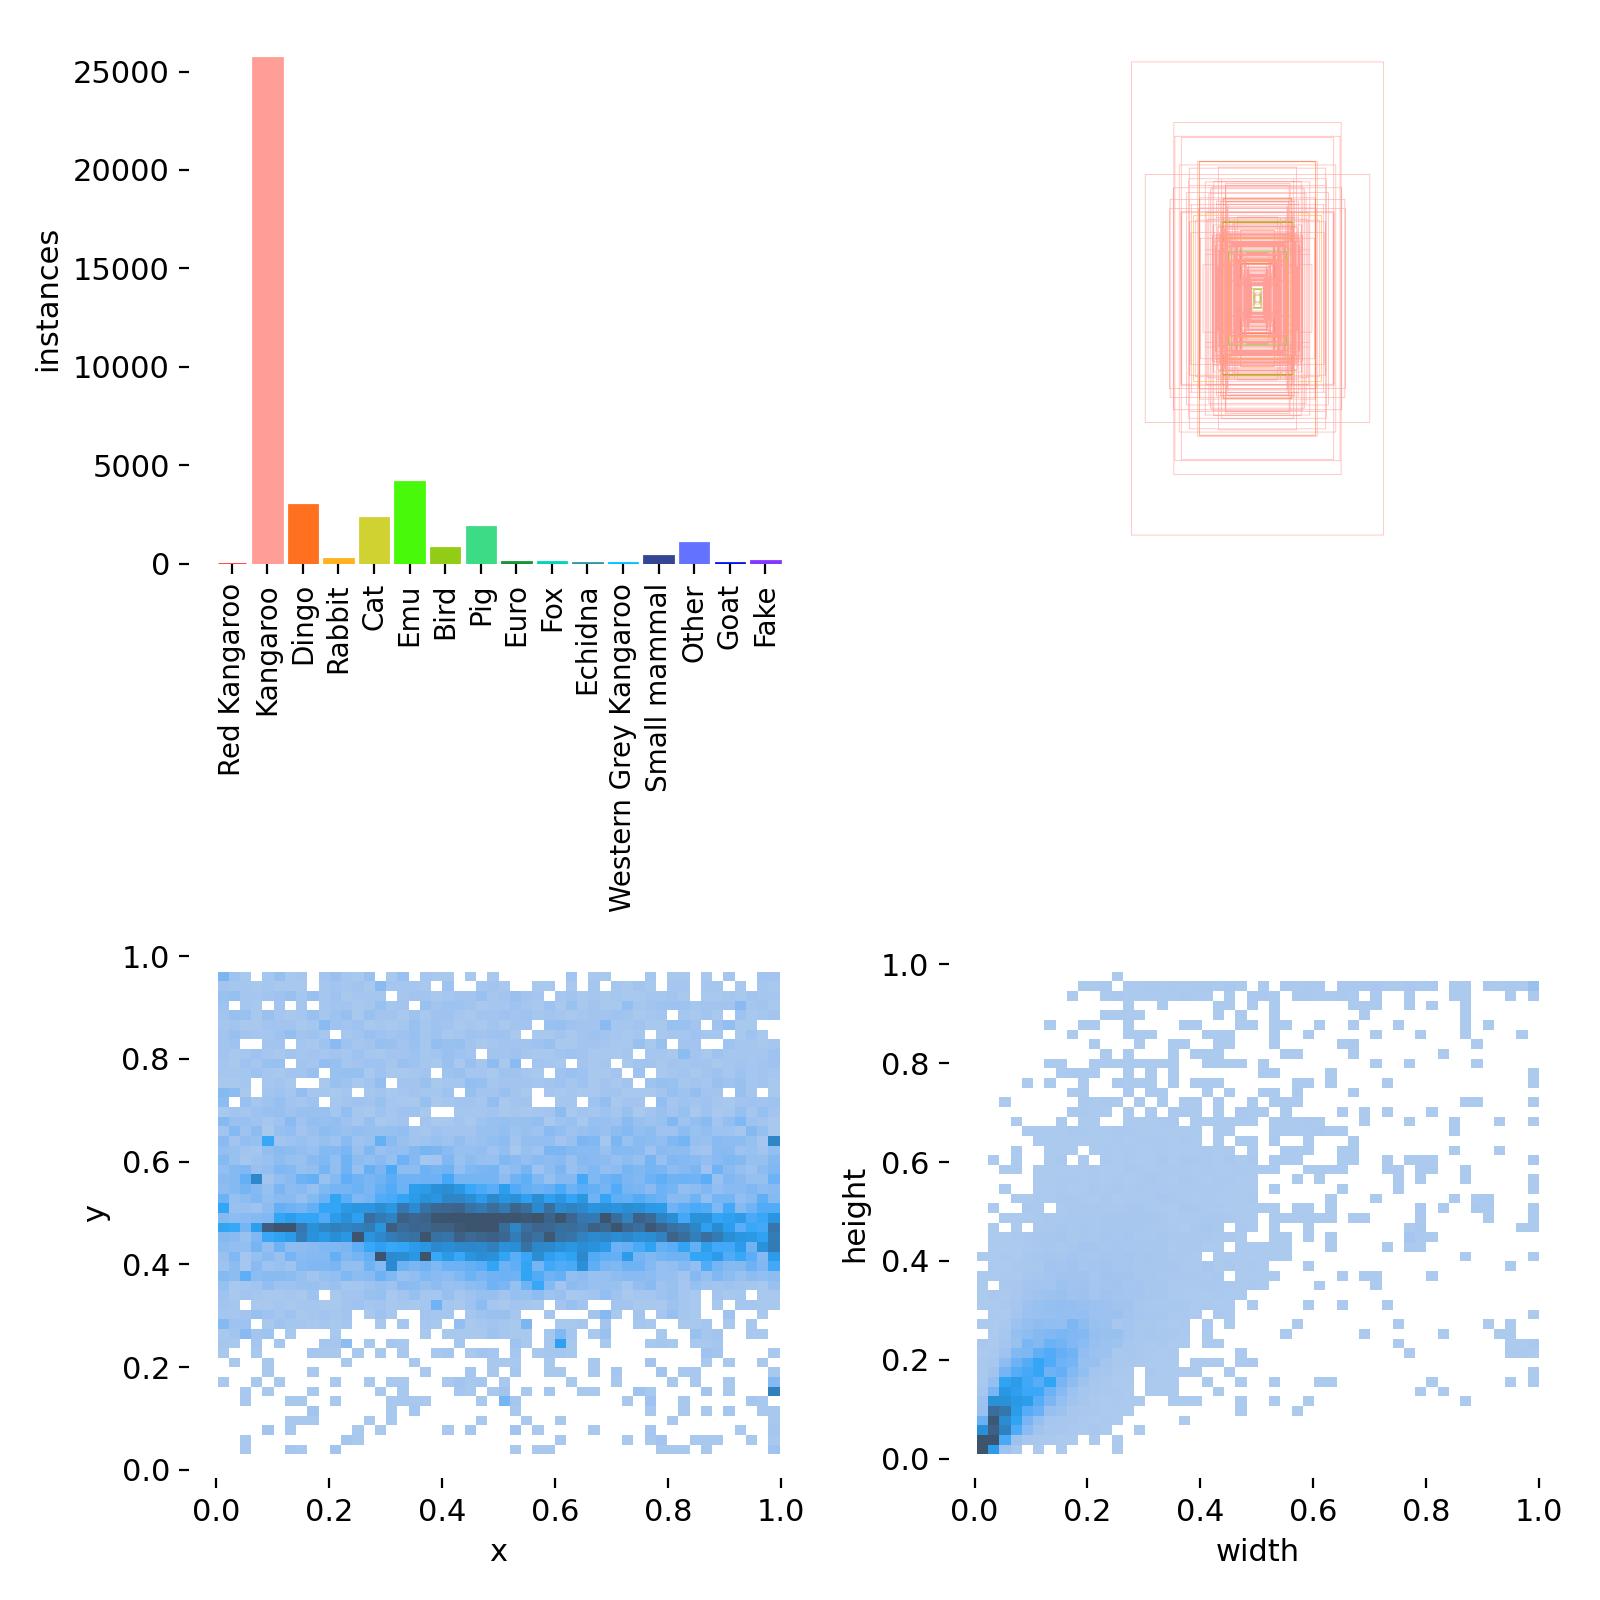 25000
20000
15000
10000
5000
0
instances
Red Kangaroo
Kangaroo
Dingo
Rabbit
Cat
Emu
Bird
Pig
Euro
Fox
Echidna
Western Grey Kangaroo
Small mammal
Other
Goat
Fake
1.0
0.8
0.6
0.4
0.2
0.0
y
0.0 0.2 0.4 0.6 0.8 1.0
x
1.0
0.8
0.6
0.4
0.2
0.0
height
0.0 0.2 0.4 0.6 0.8 1.0
width